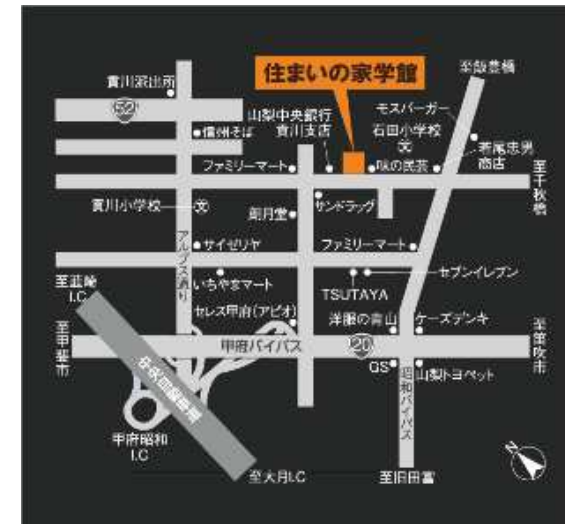 住まいの家学館
至飯豊橋
貢川派出所
52
モスバーガー
山梨中央銀行
貢川支店
石田小学校
文
信州そば
若尾忠男
商店
ファミリーマート
味の民芸
至千秋橋
貢川小学校
文
朗月堂
サンドラッグ
アルプス通り
サイゼリヤ
ファミリーマート
至韮崎
I.C
いちやまマート
セブンイレブン
TSUTAYA
セレス甲府(アピオ)
洋服の青山
ケーズデンキ
至甲斐市
甲府バイパス
20
至笛吹市
GS
山梨トヨペット
中央自動車道
昭和バイパス
甲府昭和
I.C
至大月I.C
至旧田富
N